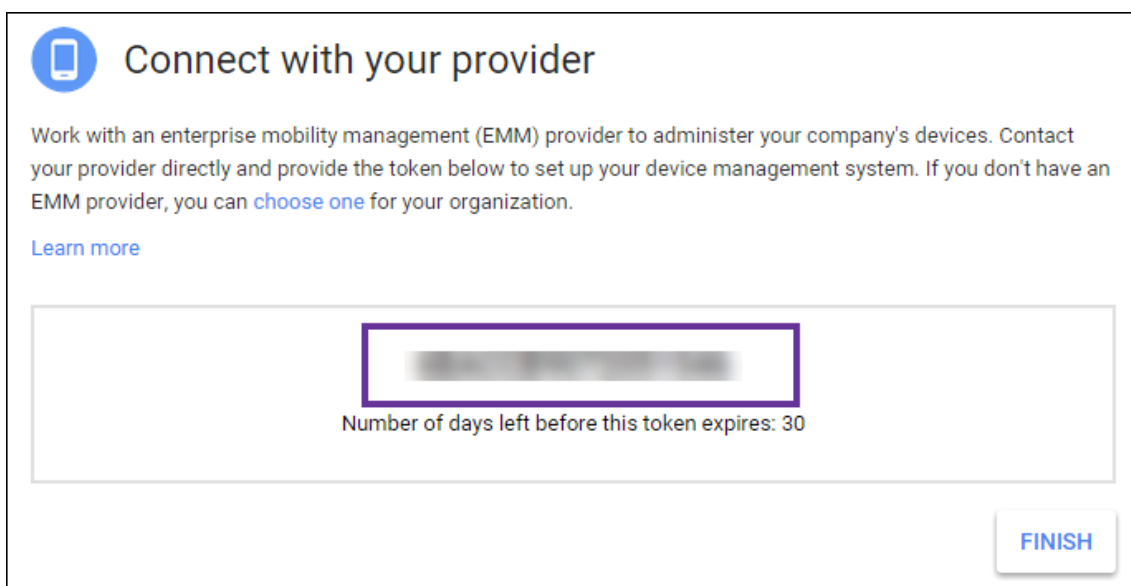 Connect with your provider
Work with an enterprise mobility management (EMM) provider to administer your company's devices. Contact
your provider directly and provide the token below to set up your device management system. If you don't have an
EMM provider, you can choose one for your organization.
Learn more
Number of days left before this token expires: 30
FINISH